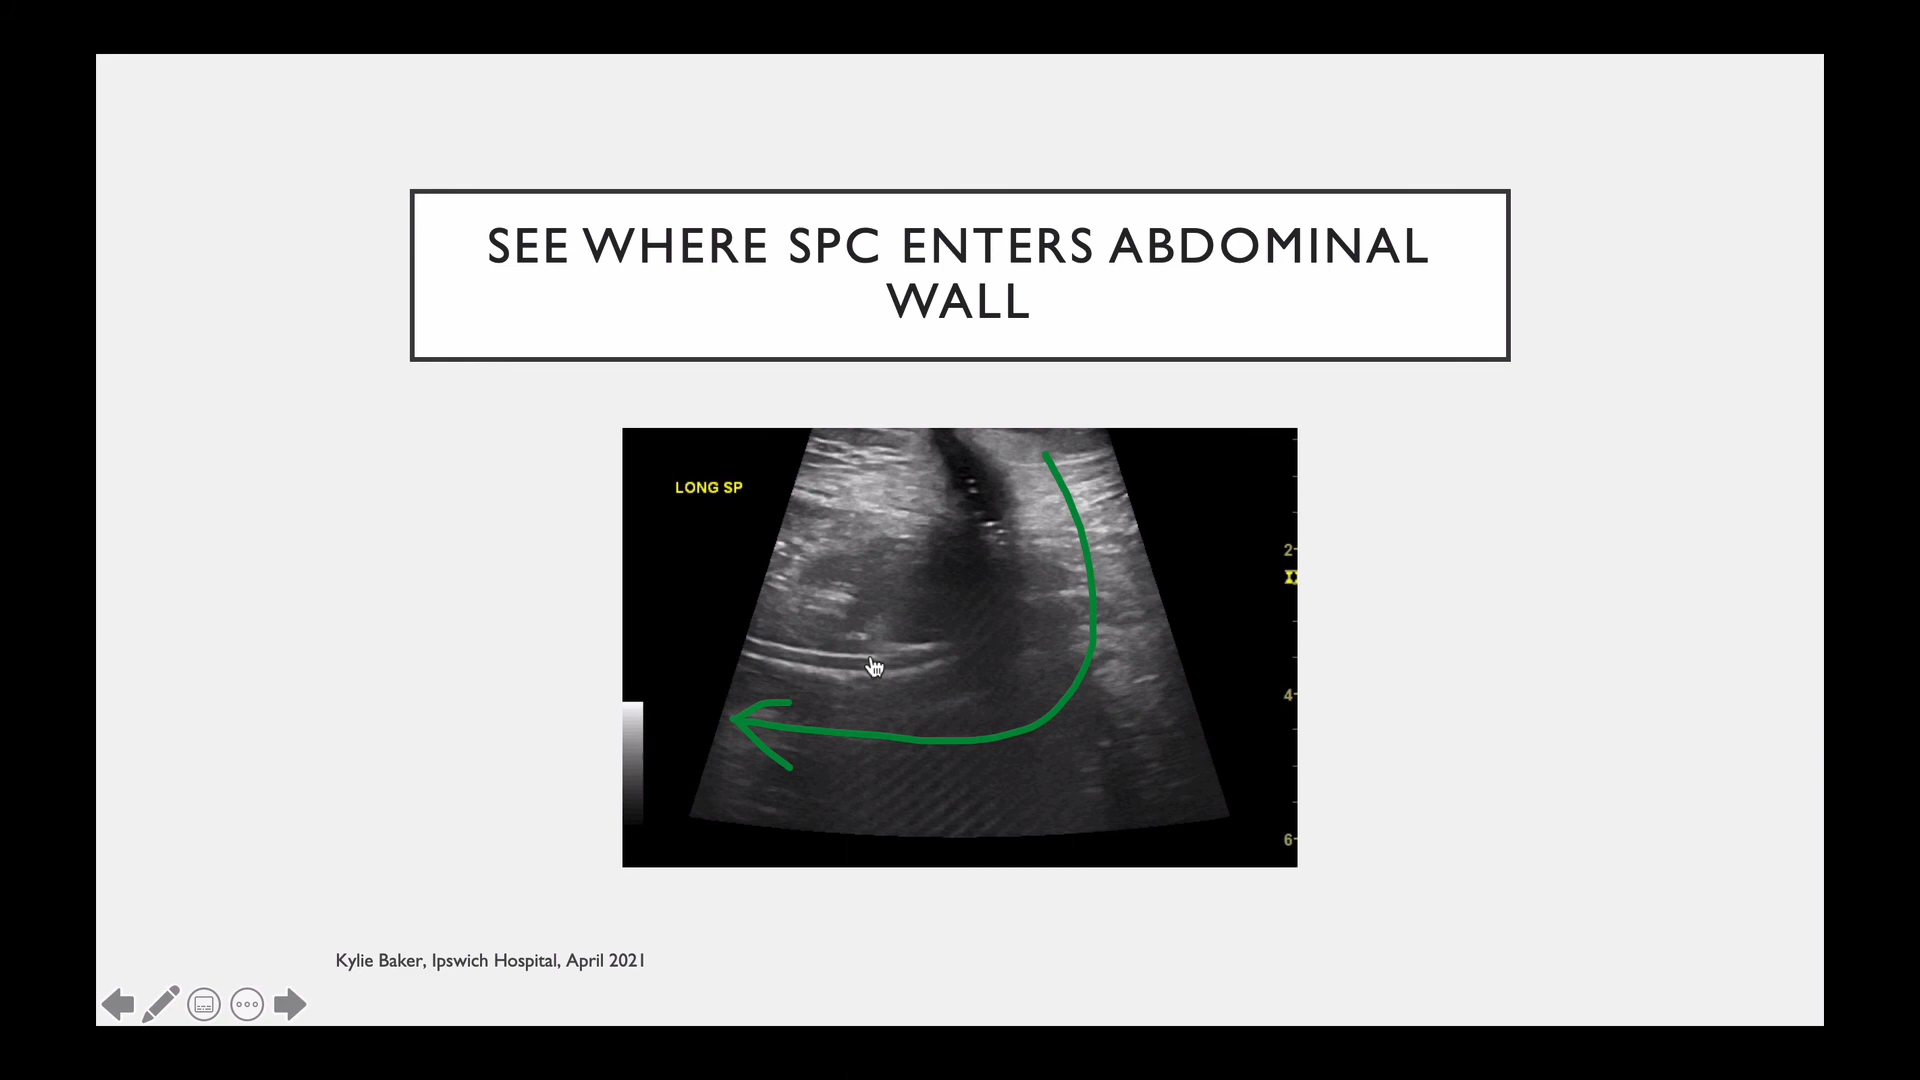 SEE WHERE SPC ENTERS ABDOMINAL
WALL
LONG SP
2
4
6
Kylie Baker, Ipswich Hospital, April 2021